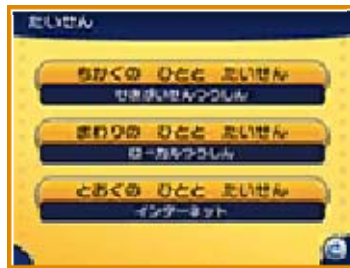 たいせん
ちかくの ひとと たいせん
せきがいせんつうしん
まわりの ひとと たいせん
ローカルつうしん
とおくの ひとと たいせん
インターネット